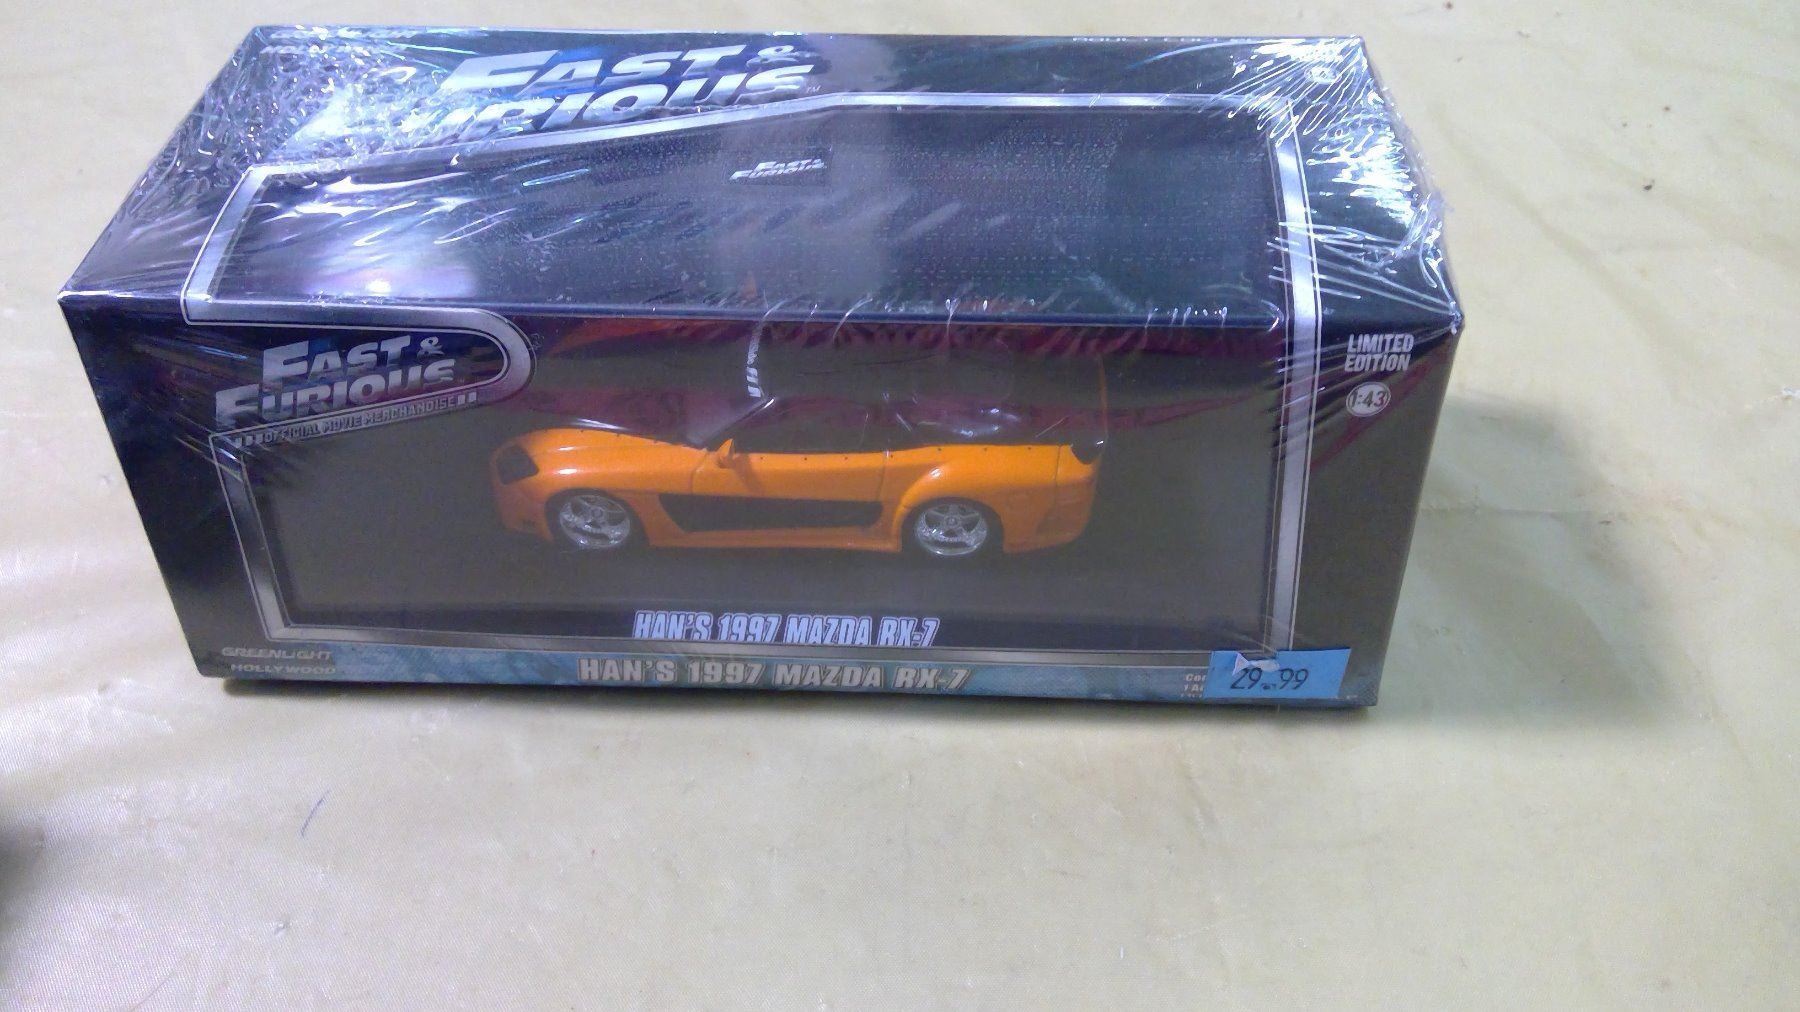 FAST &
FURIOUS™
FAST &
FURIOUS
FAST &
FURIOUS
OFFICIAL MOVIE MERCHANDISE
LIMITED
EDITION
1:43
HAN'S 1997 MAZDA RX-7
GREENLIGHT
HOLLYWOOD
HAN'S 1997 MAZDA RX-7
29.99